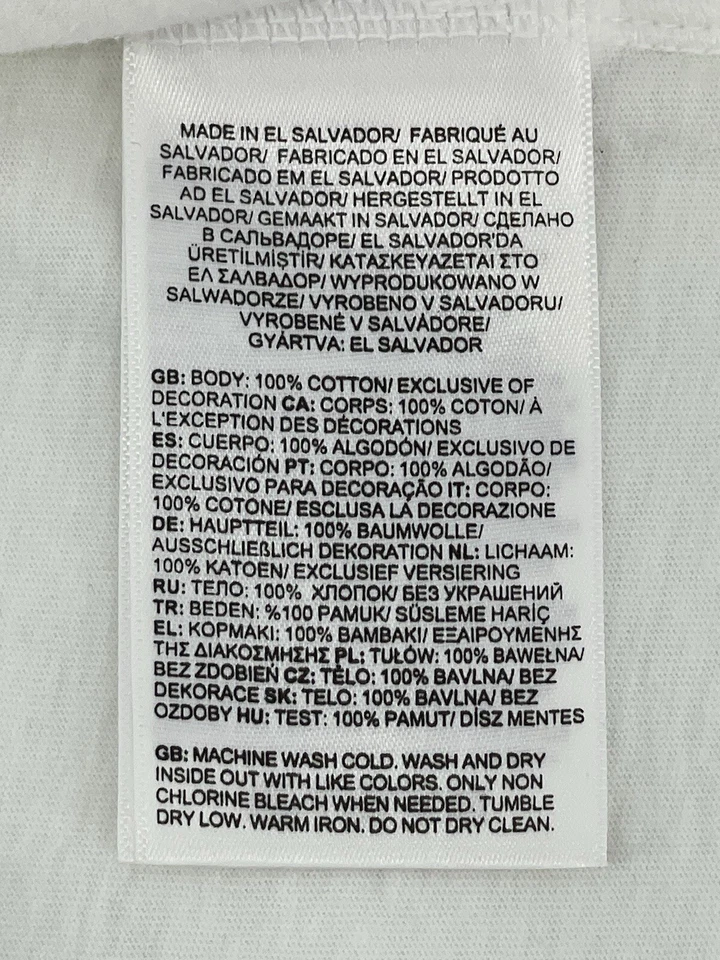 MADE IN EL SALVADOR/ FABRIQUÉ AU
SALVADOR/ FABRICADO EN EL SALVADOR/
FABRICADO EM EL SALVADOR/ PRODOTTO
AD EL SALVADOR/ HERGESTELLT IN EL
SALVADOR/ GEMAAKT IN SALVADOR/ СДЕЛАНО
В САЛЬВАДОРЕ/ EL SALVADOR'DA
ÜRETİLMİŞTİR/ ΚΑΤΑΣΚΕΥΑΖΕΤΑΙ ΣΤΟ
ΕΛ ΣΑΛΒΑΔΟΡ/ WYPRODUKOWANO W
SALWADORZE/ VYROBENO V SALVADORU/
VYROBENÉ V SALVÁDORE/
GYÁRTVA: EL SALVADOR
GB: BODY: 100% COTTON/ EXCLUSIVE OF
DECORATION CA: CORPS: 100% COTON/ À
L'EXCEPTION DES DÉCORATIONS
ES: CUERPO: 100% ALGODÓN/ EXCLUSIVO DE
DECORACIÓN PT: CORPO: 100% ALGODÃO/
EXCLUSIVO PARA DECORAÇÃO IT: CORPO:
100% COTONE/ ESCLUSA LA DECORAZIONE
DE: HAUPTTEIL: 100% BAUMWOLLE/
AUSSCHLIEßLICH DEKORATION NL: LICHAAM:
100% KATOEN/ EXCLUSIEF VERSIERING
RU: ТЕЛО: 100% ХЛОПОК/ БЕЗ УКРАШЕНИЙ
TR: BEDEN: %100 PAMUK/ SÜSLEME HARİÇ
EL: ΚΟΡΜΑΚΙ: 100% ΒΑΜΒΑΚΙ/ ΕΞΑΙΡΟΥΜΕΝΗΣ
ΤΗΣ ΔΙΑΚΟΣΜΗΣΗΣ PL: TUŁÓW: 100% BAWEŁNA/
BEZ ZDOBIEŃ CZ: TĚLO: 100% BAVLNA/ BEZ
DEKORACE SK: TELO: 100% BAVLNA/ BEZ
OZDOBY HU: TEST: 100% PAMUT/ DÍSZ MENTES
GB: MACHINE WASH COLD. WASH AND DRY
INSIDE OUT WITH LIKE COLORS. ONLY NON
CHLORINE BLEACH WHEN NEEDED. TUMBLE
DRY LOW. WARM IRON. DO NOT DRY CLEAN.